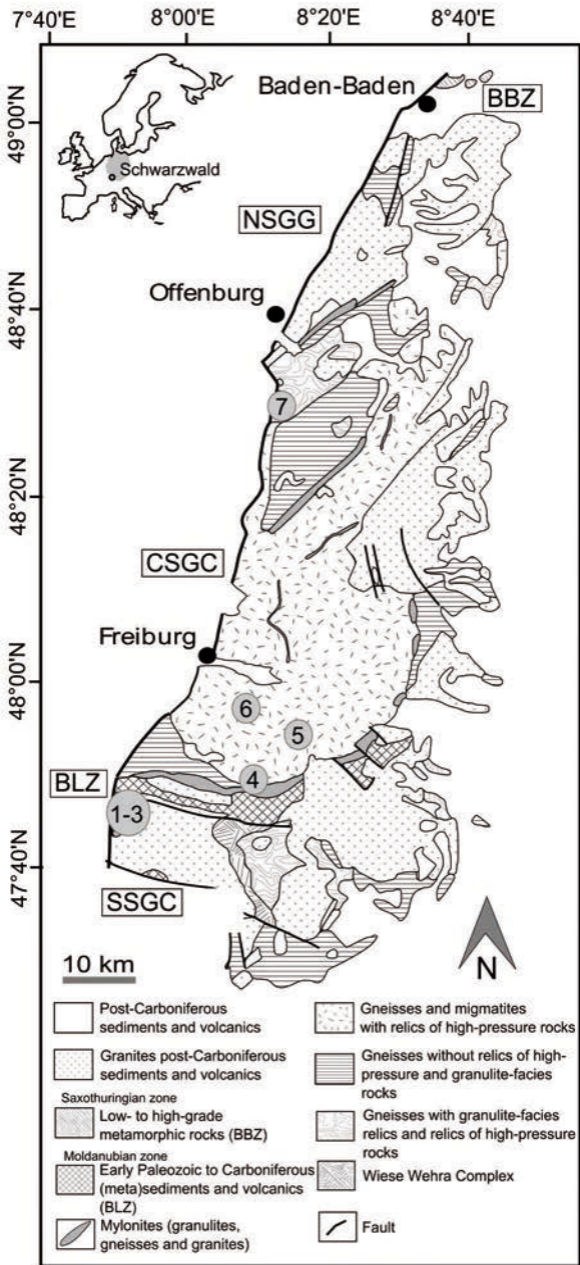 7°40'E
8°00'E
8°20'E
8°40'E
49°00'N
48°40'N
48°20'N
48°00'N
47°40'N
Schwarzwald
Baden-Baden
BBZ
NSGG
Offenburg
7
CSGC
Freiburg
6
5
4
BLZ
1-3
SSGC
10 km
N
Post-Carboniferous
sediments and volcanics
Granites post-Carboniferous
sediments and volcanics
Saxothuringian zone
Low- to high-grade
metamorphic rocks (BBZ)
Moldanubian zone
Early Paleozoic to Carboniferous
(meta)sediments and volcanics
(BLZ)
Mylonites (granulites,
gneisses and granites)
Gneisses and migmatites
with relics of high-pressure rocks
Gneisses without relics of high-
pressure and granulite-facies
rocks
Gneisses with granulite-facies
relics and relics of high-pressure
rocks
Wiese Wehra Complex
Fault